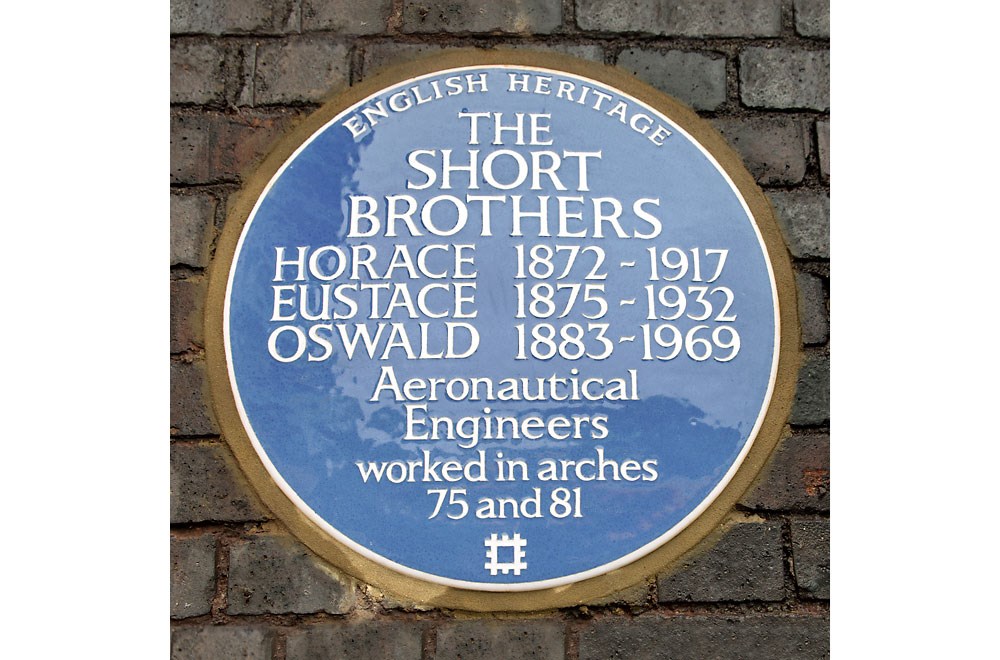 ENGLISH HERITAGE
THE
SHORT
BROTHERS
HORACE 1872 - 1917
EUSTACE 1875 - 1932
OSWALD 1883 - 1969
Aeronautical
Engineers
worked in arches
75 and 81